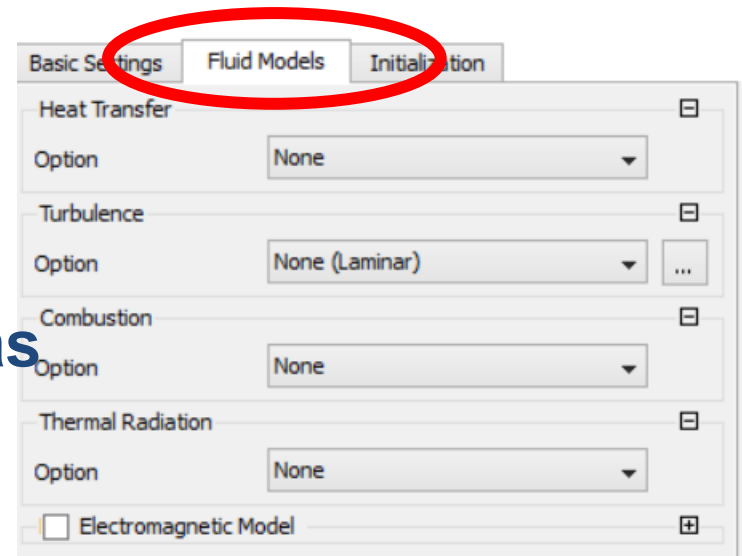 Basic Settings Fluid Models Initialization
Heat Transfer
Option None
Turbulence
Option None (Laminar) ...
Combustion
Option None
Thermal Radiation
Option None
Electromagnetic Model